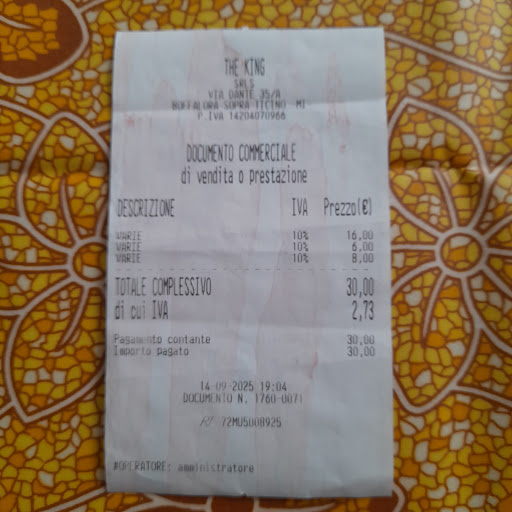 THE KING
SRLS
VIA DANTE 35/A
BOFFALORA SOPRA TICINO MI
P.IVA 14204070966
DOCUMENTO COMMERCIALE
di vendita o prestazione
DESCRIZIONE IVA Prezzo(€)
VARIE 10% 16,00
VARIE 10% 6,00
VARIE 10% 8,00
TOTALE COMPLESSIVO 30,00
di cui IVA 2,73
Pagamento contante 30,00
Importo pagato 30,00
14-09-2025 19:04
DOCUMENTO N. 1760-0071
RT 72MU5008925
#OPERATORE: amministratore